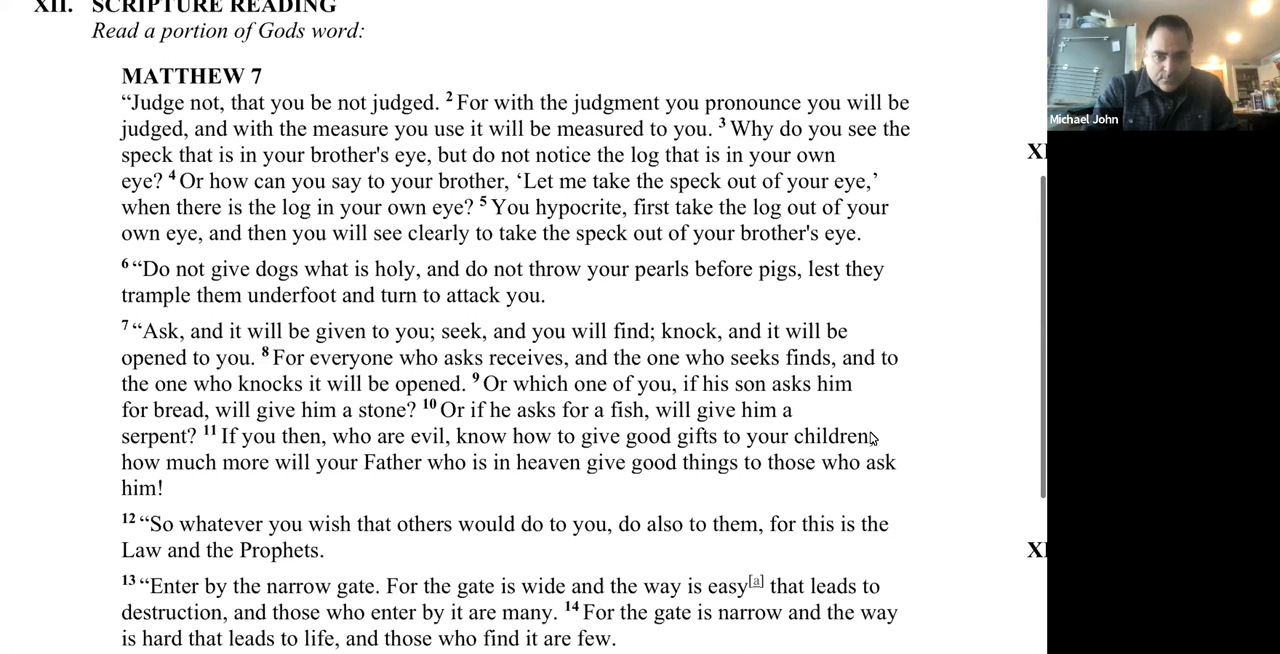 XII. SCRIPTURE READING
Read a portion of Gods word:
MATTHEW 7
“Judge not, that you be not judged. 2 For with the judgment you pronounce you will be
judged, and with the measure you use it will be measured to you. 3 Why do you see the
speck that is in your brother's eye, but do not notice the log that is in your own
eye? 4 Or how can you say to your brother, ‘Let me take the speck out of your eye,’
when there is the log in your own eye? 5 You hypocrite, first take the log out of your
own eye, and then you will see clearly to take the speck out of your brother's eye.
6 “Do not give dogs what is holy, and do not throw your pearls before pigs, lest they
trample them underfoot and turn to attack you.
7 “Ask, and it will be given to you; seek, and you will find; knock, and it will be
opened to you. 8 For everyone who asks receives, and the one who seeks finds, and to
the one who knocks it will be opened. 9 Or which one of you, if his son asks him
for bread, will give him a stone? 10 Or if he asks for a fish, will give him a
serpent? 11 If you then, who are evil, know how to give good gifts to your children,
how much more will your Father who is in heaven give good things to those who ask
him!
12 “So whatever you wish that others would do to you, do also to them, for this is the
Law and the Prophets.
13 “Enter by the narrow gate. For the gate is wide and the way is easy[a] that leads to
destruction, and those who enter by it are many. 14 For the gate is narrow and the way
is hard that leads to life, and those who find it are few.
Michael John